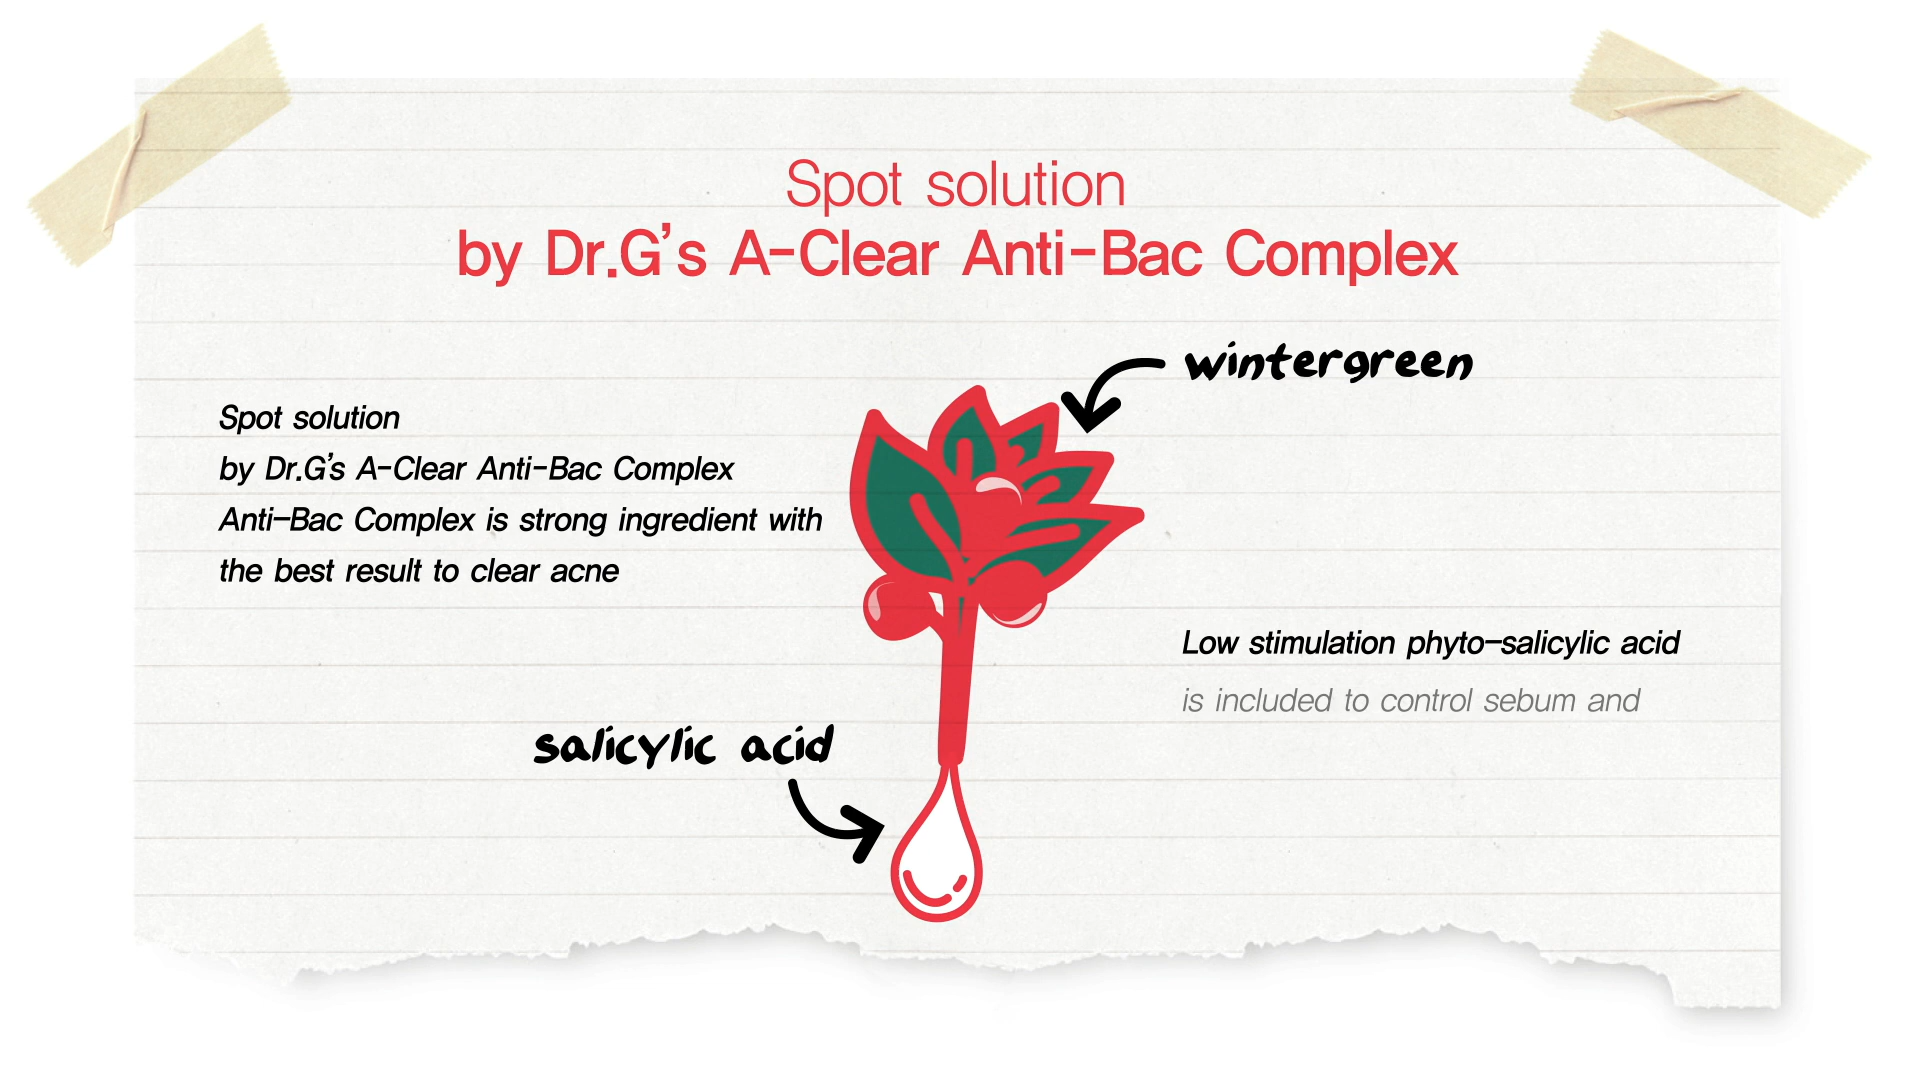 Spot solution
by Dr.G's A-Clear Anti-Bac Complex
wintergreen
Spot solution
by Dr.G's A-Clear Anti-Bac Complex
Anti-Bac Complex is strong ingredient with
the best result to clear acne
Low stimulation phyto-salicylic acid
is included to control sebum and
salicylic acid